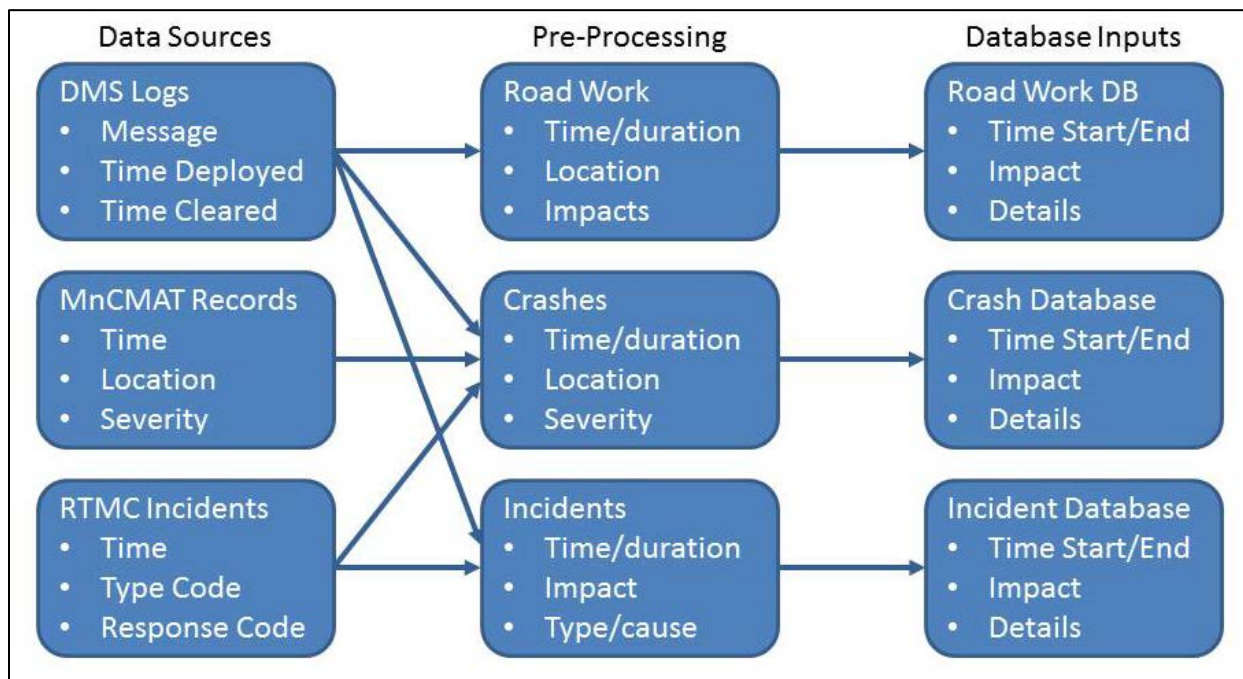 Data Sources
Pre-Processing
Database Inputs
DMS Logs
• Message
• Time Deployed
• Time Cleared
Road Work
• Time/duration
• Location
• Impacts
Road Work DB
• Time Start/End
• Impact
• Details
MnCMAT Records
• Time
• Location
• Severity
Crashes
• Time/duration
• Location
• Severity
Crash Database
• Time Start/End
• Impact
• Details
RTMC Incidents
• Time
• Type Code
• Response Code
Incidents
• Time/duration
• Impact
• Type/cause
Incident Database
• Time Start/End
• Impact
• Details